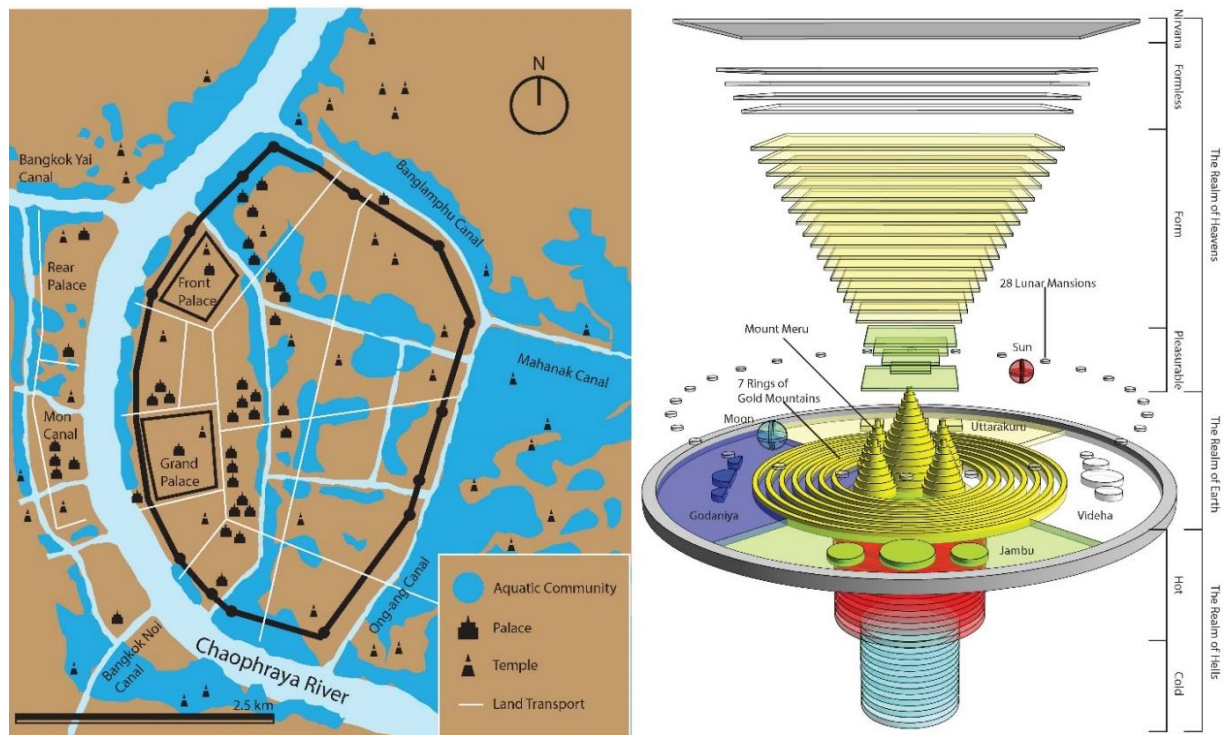 N
Bangkok Yai
Canal
Banglamphu Canal
Rear
Palace
Front
Palace
Mahanak Canal
Mon
Canal
Grand
Palace
Ong-ang Canal
Bangkok Noi
Canal
Chaophraya River
2.5 km
Aquatic Community
Palace
Temple
Land Transport
Nirvana
Formless
Form
Pleasurable
The Realm of Heavens
28 Lunar Mansions
Sun
Mount Meru
7 Rings of
Gold Mountains
Moon
Uttarakuru
Godaniya
Videha
Jambu
The Realm of Earth
Hot
Cold
The Realm of Hells